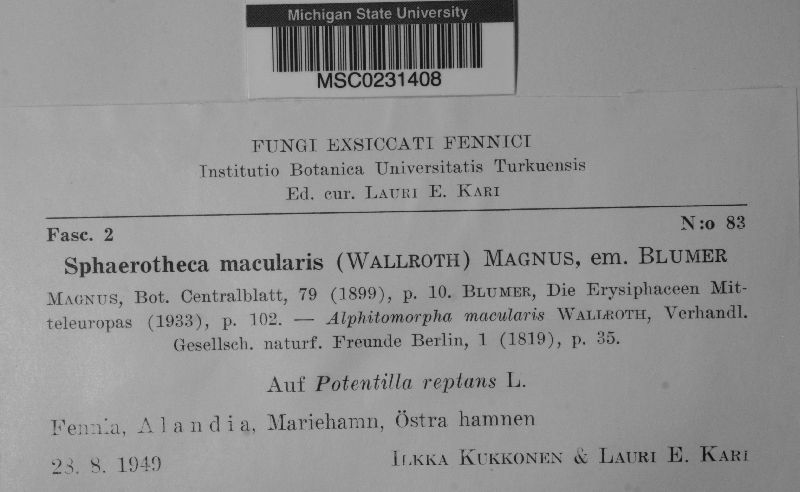 Michigan State University
MSC0231408
FUNGI EXSICCATI FENNICI
Institutio Botanica Universitatis Turkuensis
Ed. cur. LAURI E. KARI
Fasc. 2 N:o 83
Sphaerotheca macularis (WALLROTH) MAGNUS, em. BLUMER
MAGNUS, Bot. Centralblatt, 79 (1899), p. 10. BLUMER, Die Erysiphaceen Mit-
teleuropas (1933), p. 102. — Alphitomorpha macularis WALLROTH, Verhandl.
Gesellsch. naturf. Freunde Berlin, 1 (1819), p. 35.
Auf Potentilla reptans L.
Fennia, Alandia, Mariehamn, Östra hamnen
23. 8. 1949 ILKKA KUKKONEN & LAURI E. KARI